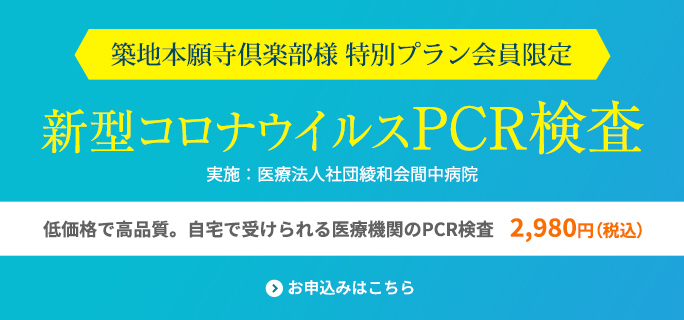 築地本願寺倶楽部様 特別プラン会員限定
新型コロナウイルスPCR検査
実施：医療法人社団綾和会間中病院
低価格で高品質。自宅で受けられる医療機関のPCR検査 2,980円（税込）
お申込みはこちら